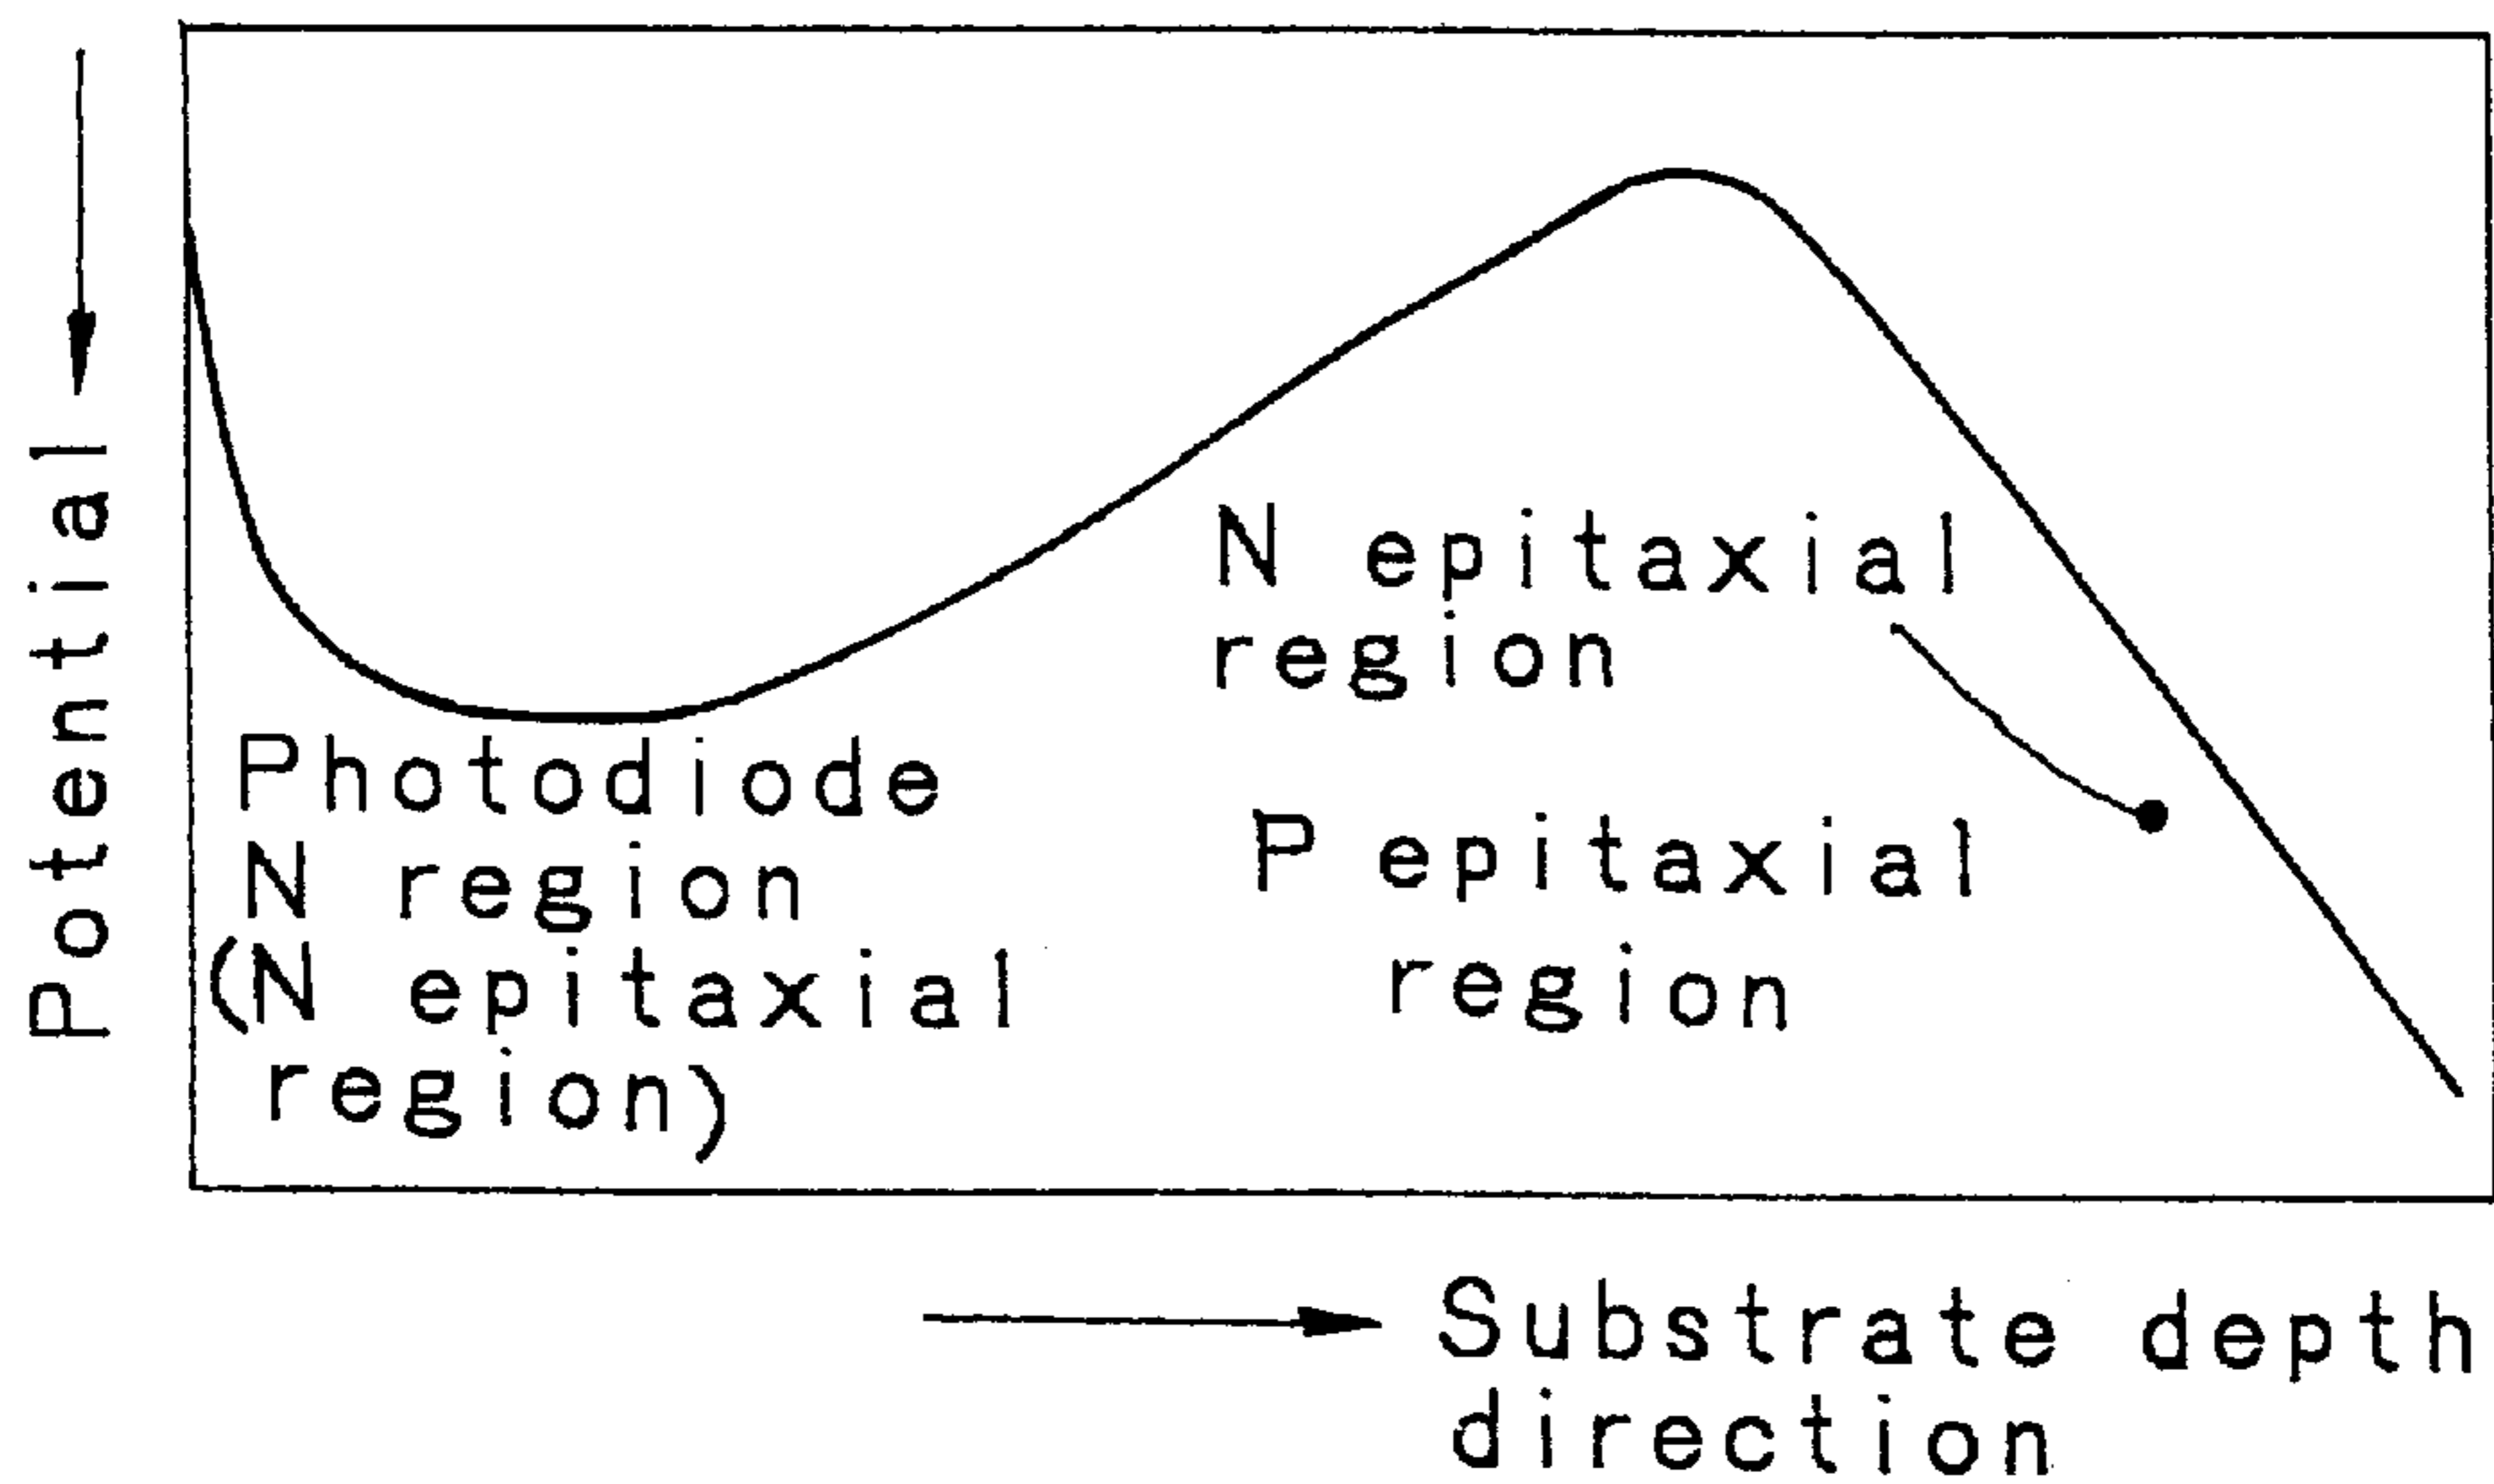 Potential
N epitaxial
region
Photodiode
N region
(N epitaxial
region)
P epitaxial
region
Substrate depth
direction